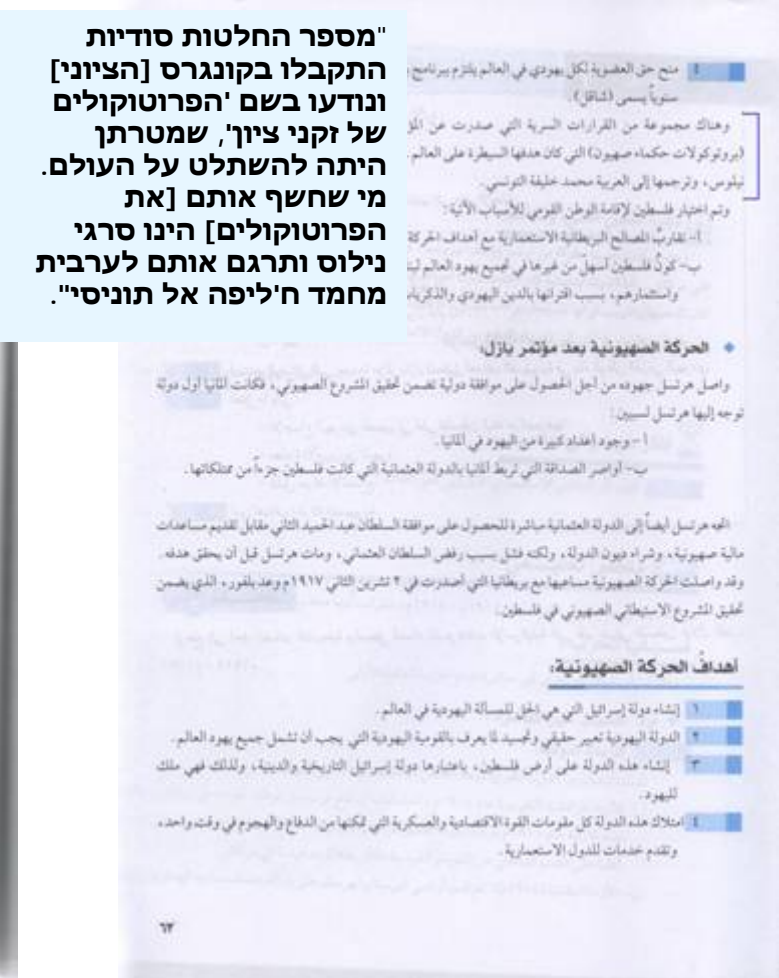 "מספר החלטות סודיות
התקבלו בקונגרס [הציוני]
ונודעו בשם 'הפרוטוקולים
של זקני ציון', שמטרתן
היתה להשתלט על העולם.
מי שחשף אותם [את
הפרוטוקולים] הינו סרגי
נילוס ותרגם אותם לערבית
מחמד ח'ליפה אל תוניסי".
٤ منح حق العضوية لكل يهودي في العالم يلتزم ببرنامج
سنوياً يسمى (شاقل).
وهناك مجموعة من القرارات السرية التي صدرت عن
(بروتوكولات حكماء صهيون) التي كان هدفها السيطرة على العالم.
نيلوس، وترجمها إلى العربية محمد خليفة التونسي.
وتم اختيار فلسطين لإقامة الوطن القومي للأسباب الآتية:
أ- تقاربُ المصالح البريطانية الاستعمارية مع أهداف الحركة
ب- كونُ فلسطين أسهلَ من غيرها في تجميع يهود العالم
واستثمارهم، بسبب اقترانها بالدين اليهودي والذكريات
الحركة الصهيونية بعد مؤتمر بازل:
واصل هرتسل جهوده من أجل الحصول على موافقة دولية تضمن تحقيق المشروع الصهيوني، فكانت ألمانيا أول دولة
توجه إليها هرتسل لسببين:
أ- وجود أعداد كبيرة من اليهود في ألمانيا.
ب- أواصر الصداقة التي تربط ألمانيا بالدولة العثمانية التي كانت فلسطين جزءاً من ممتلكاتها.
اتجه هرتسل أيضاً إلى الدولة العثمانية مباشرة للحصول على موافقة السلطان عبد الحميد الثاني مقابل تقديم مساعدات
مالية صهيونية، وشراء ديون الدولة، ولكنه فشل بسبب رفض السلطان العثماني، ومات هرتسل قبل أن يحقق هدفه.
وقد واصلت الحركة الصهيونية مساعيها مع بريطانيا التي أصدرت في ٢ تشرين الثاني ١٩١٧م وعد بلفور، الذي يضمن
تحقيق المشروع الاستيطاني الصهيوني في فلسطين:
أهدافُ الحركة الصهيونية:
١ إنشاء دولة إسرائيل التي هي الحل للمسألة اليهودية في العالم.
٢ الدولة اليهودية تعبير حقيقي وتجسيد لما يعرف بالقومية اليهودية التي يجب أن تشمل جميع يهود العالم.
٣ إنشاء هذه الدولة على أرض فلسطين، باعتبارها دولة إسرائيل التاريخية والدينية، ولذلك فهي ملك
لليهود.
٤ امتلاك هذه الدولة كل مقومات القوة الاقتصادية والعسكرية التي تمكنها من الدفاع والهجوم في وقت واحد،
وتقدم خدمات للدول الاستعمارية.
٦٣